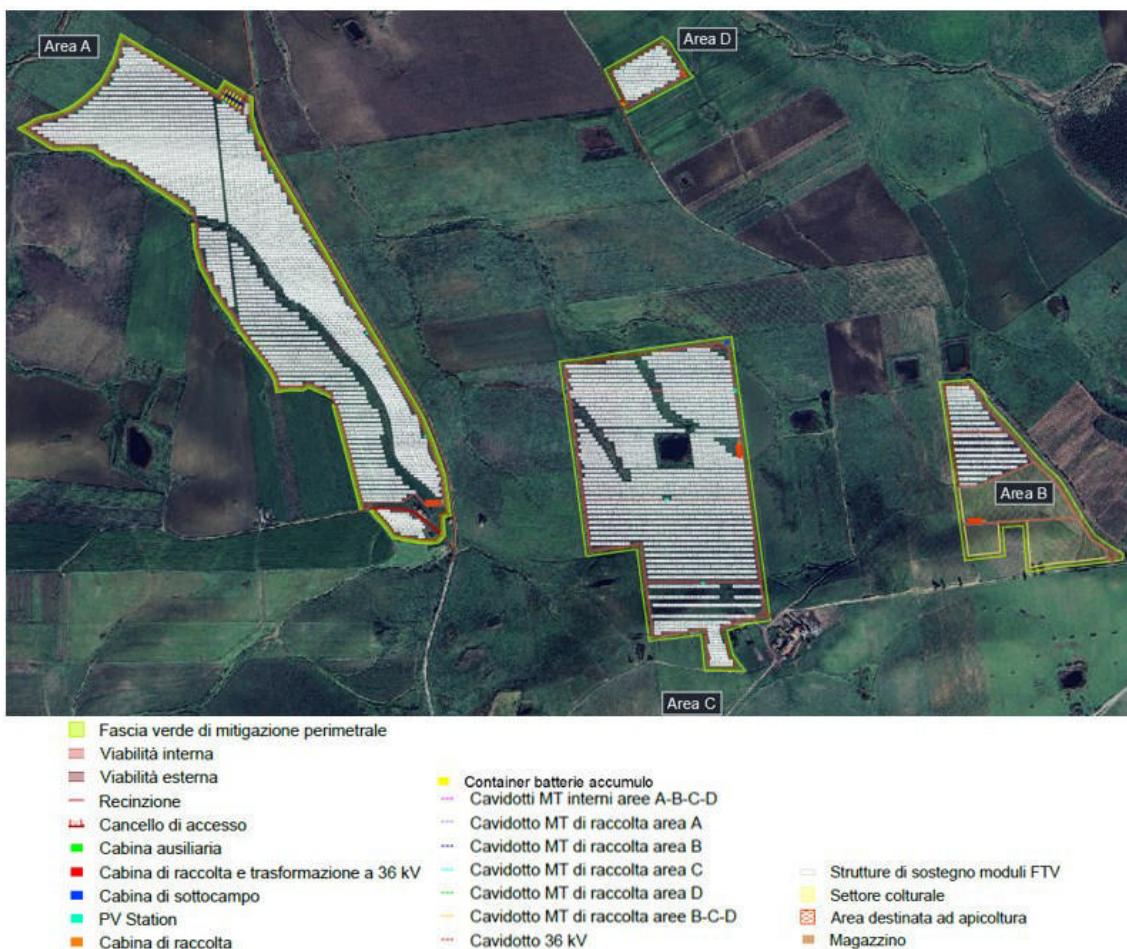 Area A
Area D
Area B
Area C
Fascia verde di mitigazione perimetrale
Viabilità interna
Viabilità esterna
Recinzione
Cancello di accesso
Cabina ausiliaria
Cabina di raccolta e trasformazione a 36 kV
Cabina di sottocampo
PV Station
Cabina di raccolta
Container batterie accumulo
Cavidotti MT interni aree A-B-C-D
Cavidotto MT di raccolta area A
Cavidotto MT di raccolta area B
Cavidotto MT di raccolta area C
Cavidotto MT di raccolta area D
Cavidotto MT di raccolta aree B-C-D
Cavidotto 36 kV
Strutture di sostegno moduli FTV
Settore colturale
Area destinata ad apicoltura
Magazzino